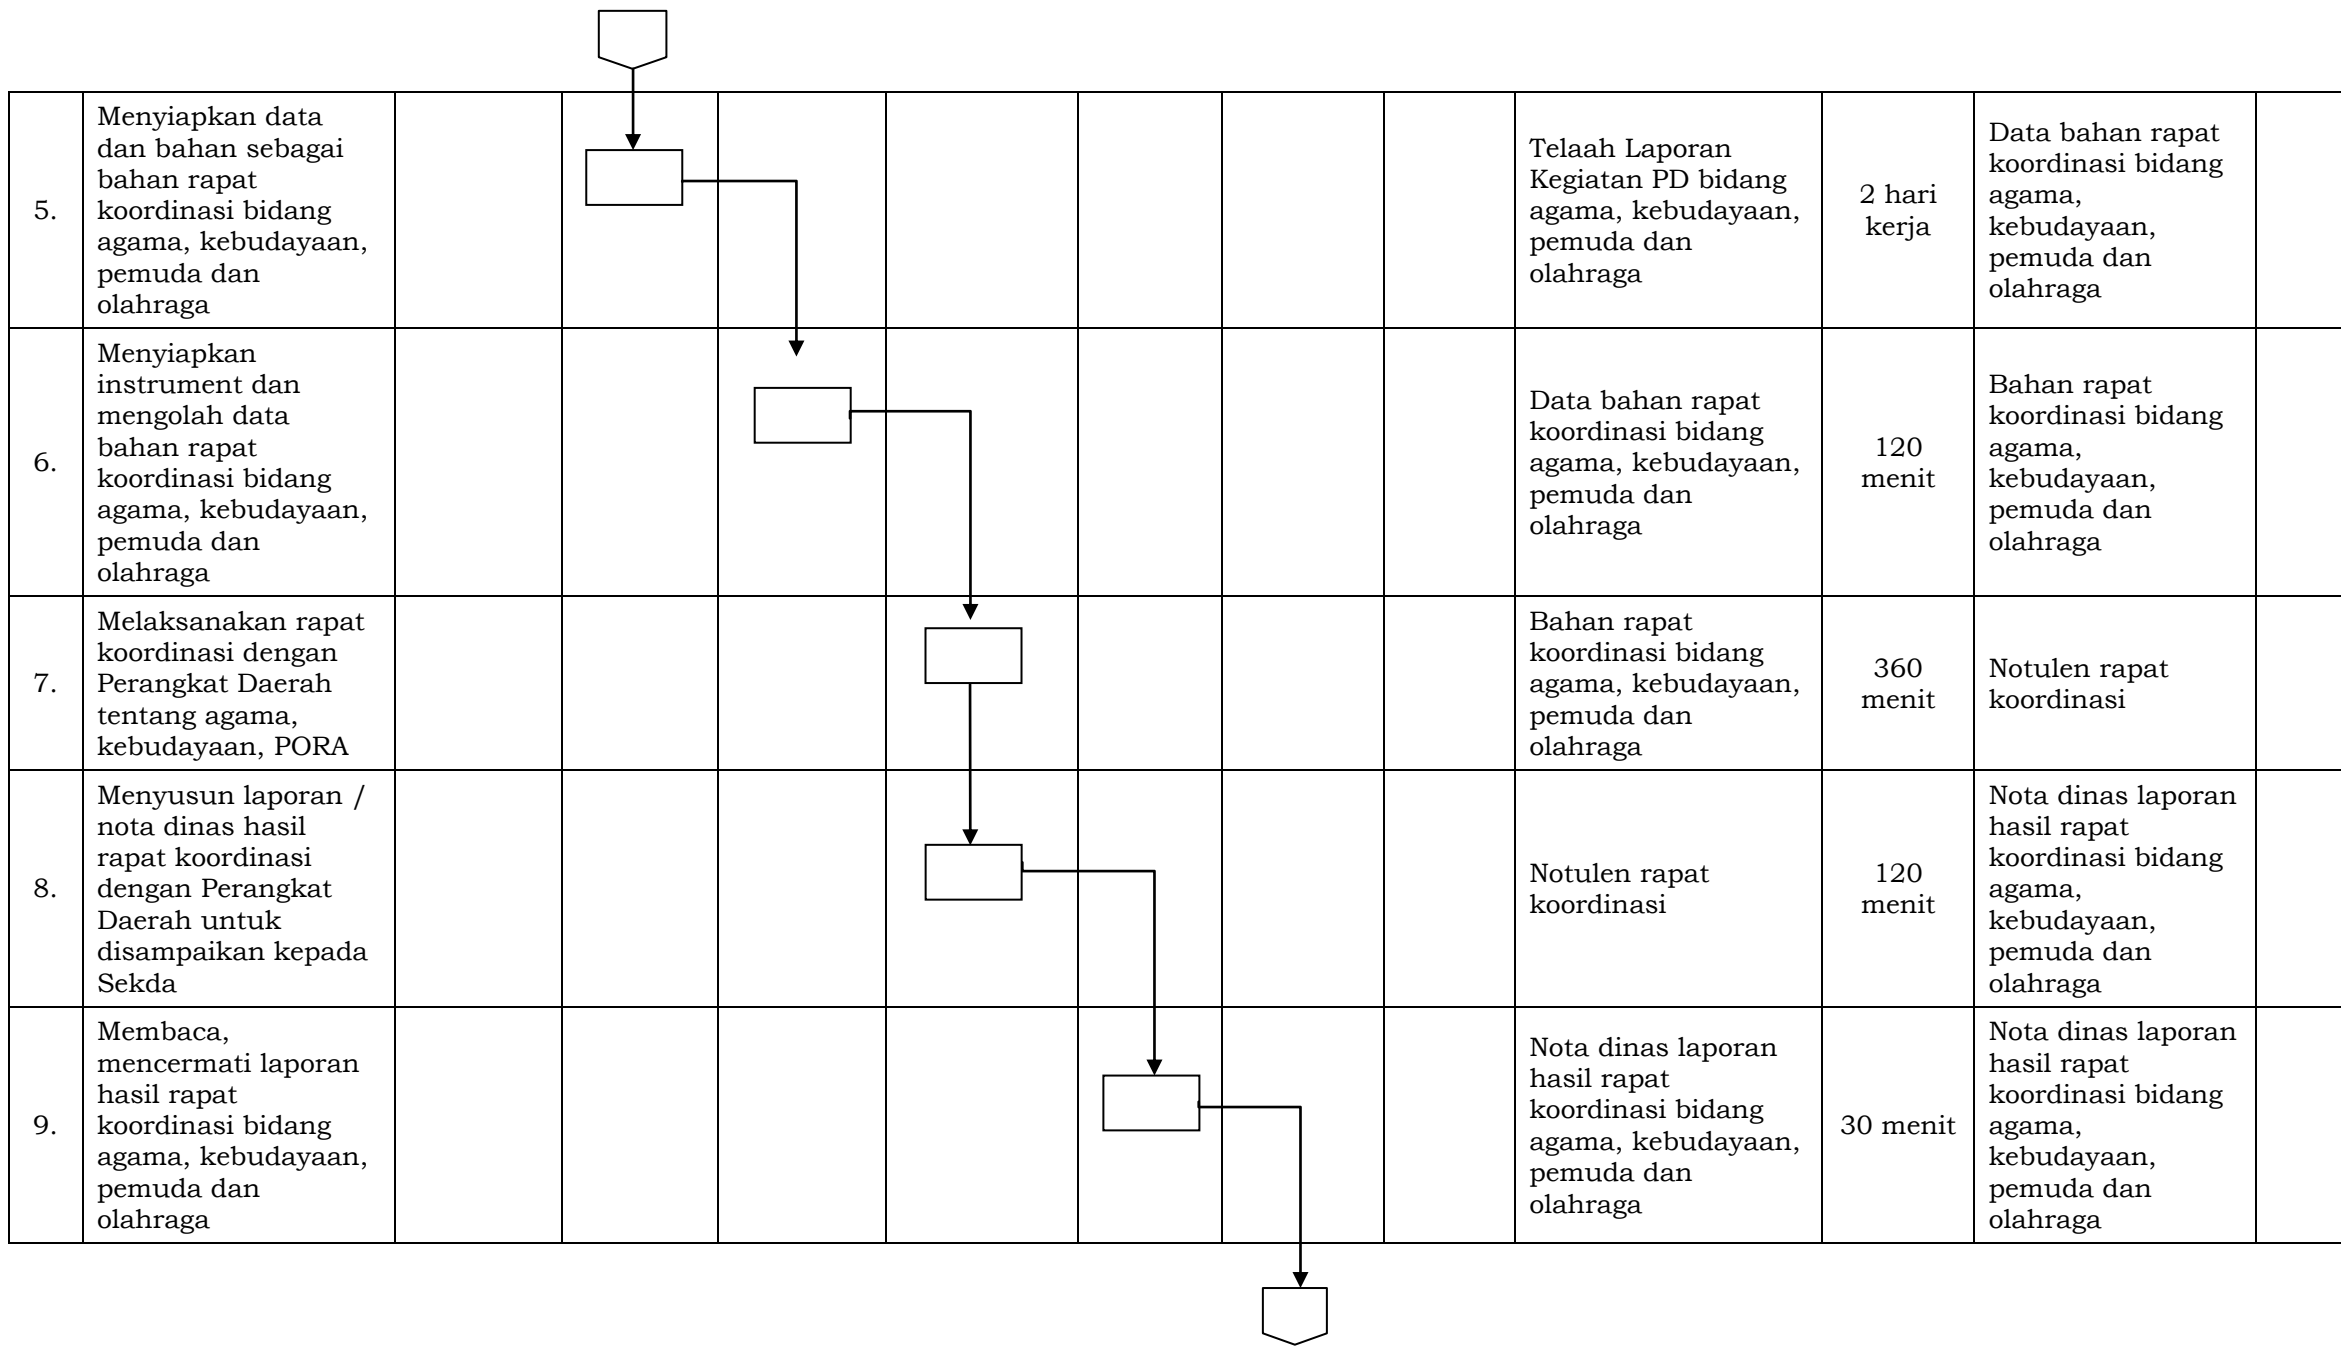 5.
Menyiapkan data
dan bahan sebagai
bahan rapat
koordinasi bidang
agama, kebudayaan,
pemuda dan
olahraga
Telaah Laporan
Kegiatan PD bidang
agama, kebudayaan,
pemuda dan
olahraga
2 hari
kerja
Data bahan rapat
koordinasi bidang
agama,
kebudayaan,
pemuda dan
olahraga
6.
Menyiapkan
instrument dan
mengolah data
bahan rapat
koordinasi bidang
agama, kebudayaan,
pemuda dan
olahraga
Data bahan rapat
koordinasi bidang
agama, kebudayaan,
pemuda dan
olahraga
120
menit
Bahan rapat
koordinasi bidang
agama,
kebudayaan,
pemuda dan
olahraga
7.
Melaksanakan rapat
koordinasi dengan
Perangkat Daerah
tentang agama,
kebudayaan, PORA
Bahan rapat
koordinasi bidang
agama, kebudayaan,
pemuda dan
olahraga
360
menit
Notulen rapat
koordinasi
8.
Menyusun laporan /
nota dinas hasil
rapat koordinasi
dengan Perangkat
Daerah untuk
disampaikan kepada
Sekda
Notulen rapat
koordinasi
120
menit
Nota dinas laporan
hasil rapat
koordinasi bidang
agama,
kebudayaan,
pemuda dan
olahraga
9.
Membaca,
mencermati laporan
hasil rapat
koordinasi bidang
agama, kebudayaan,
pemuda dan
olahraga
Nota dinas laporan
hasil rapat
koordinasi bidang
agama, kebudayaan,
pemuda dan
olahraga
30 menit
Nota dinas laporan
hasil rapat
koordinasi bidang
agama,
kebudayaan,
pemuda dan
olahraga